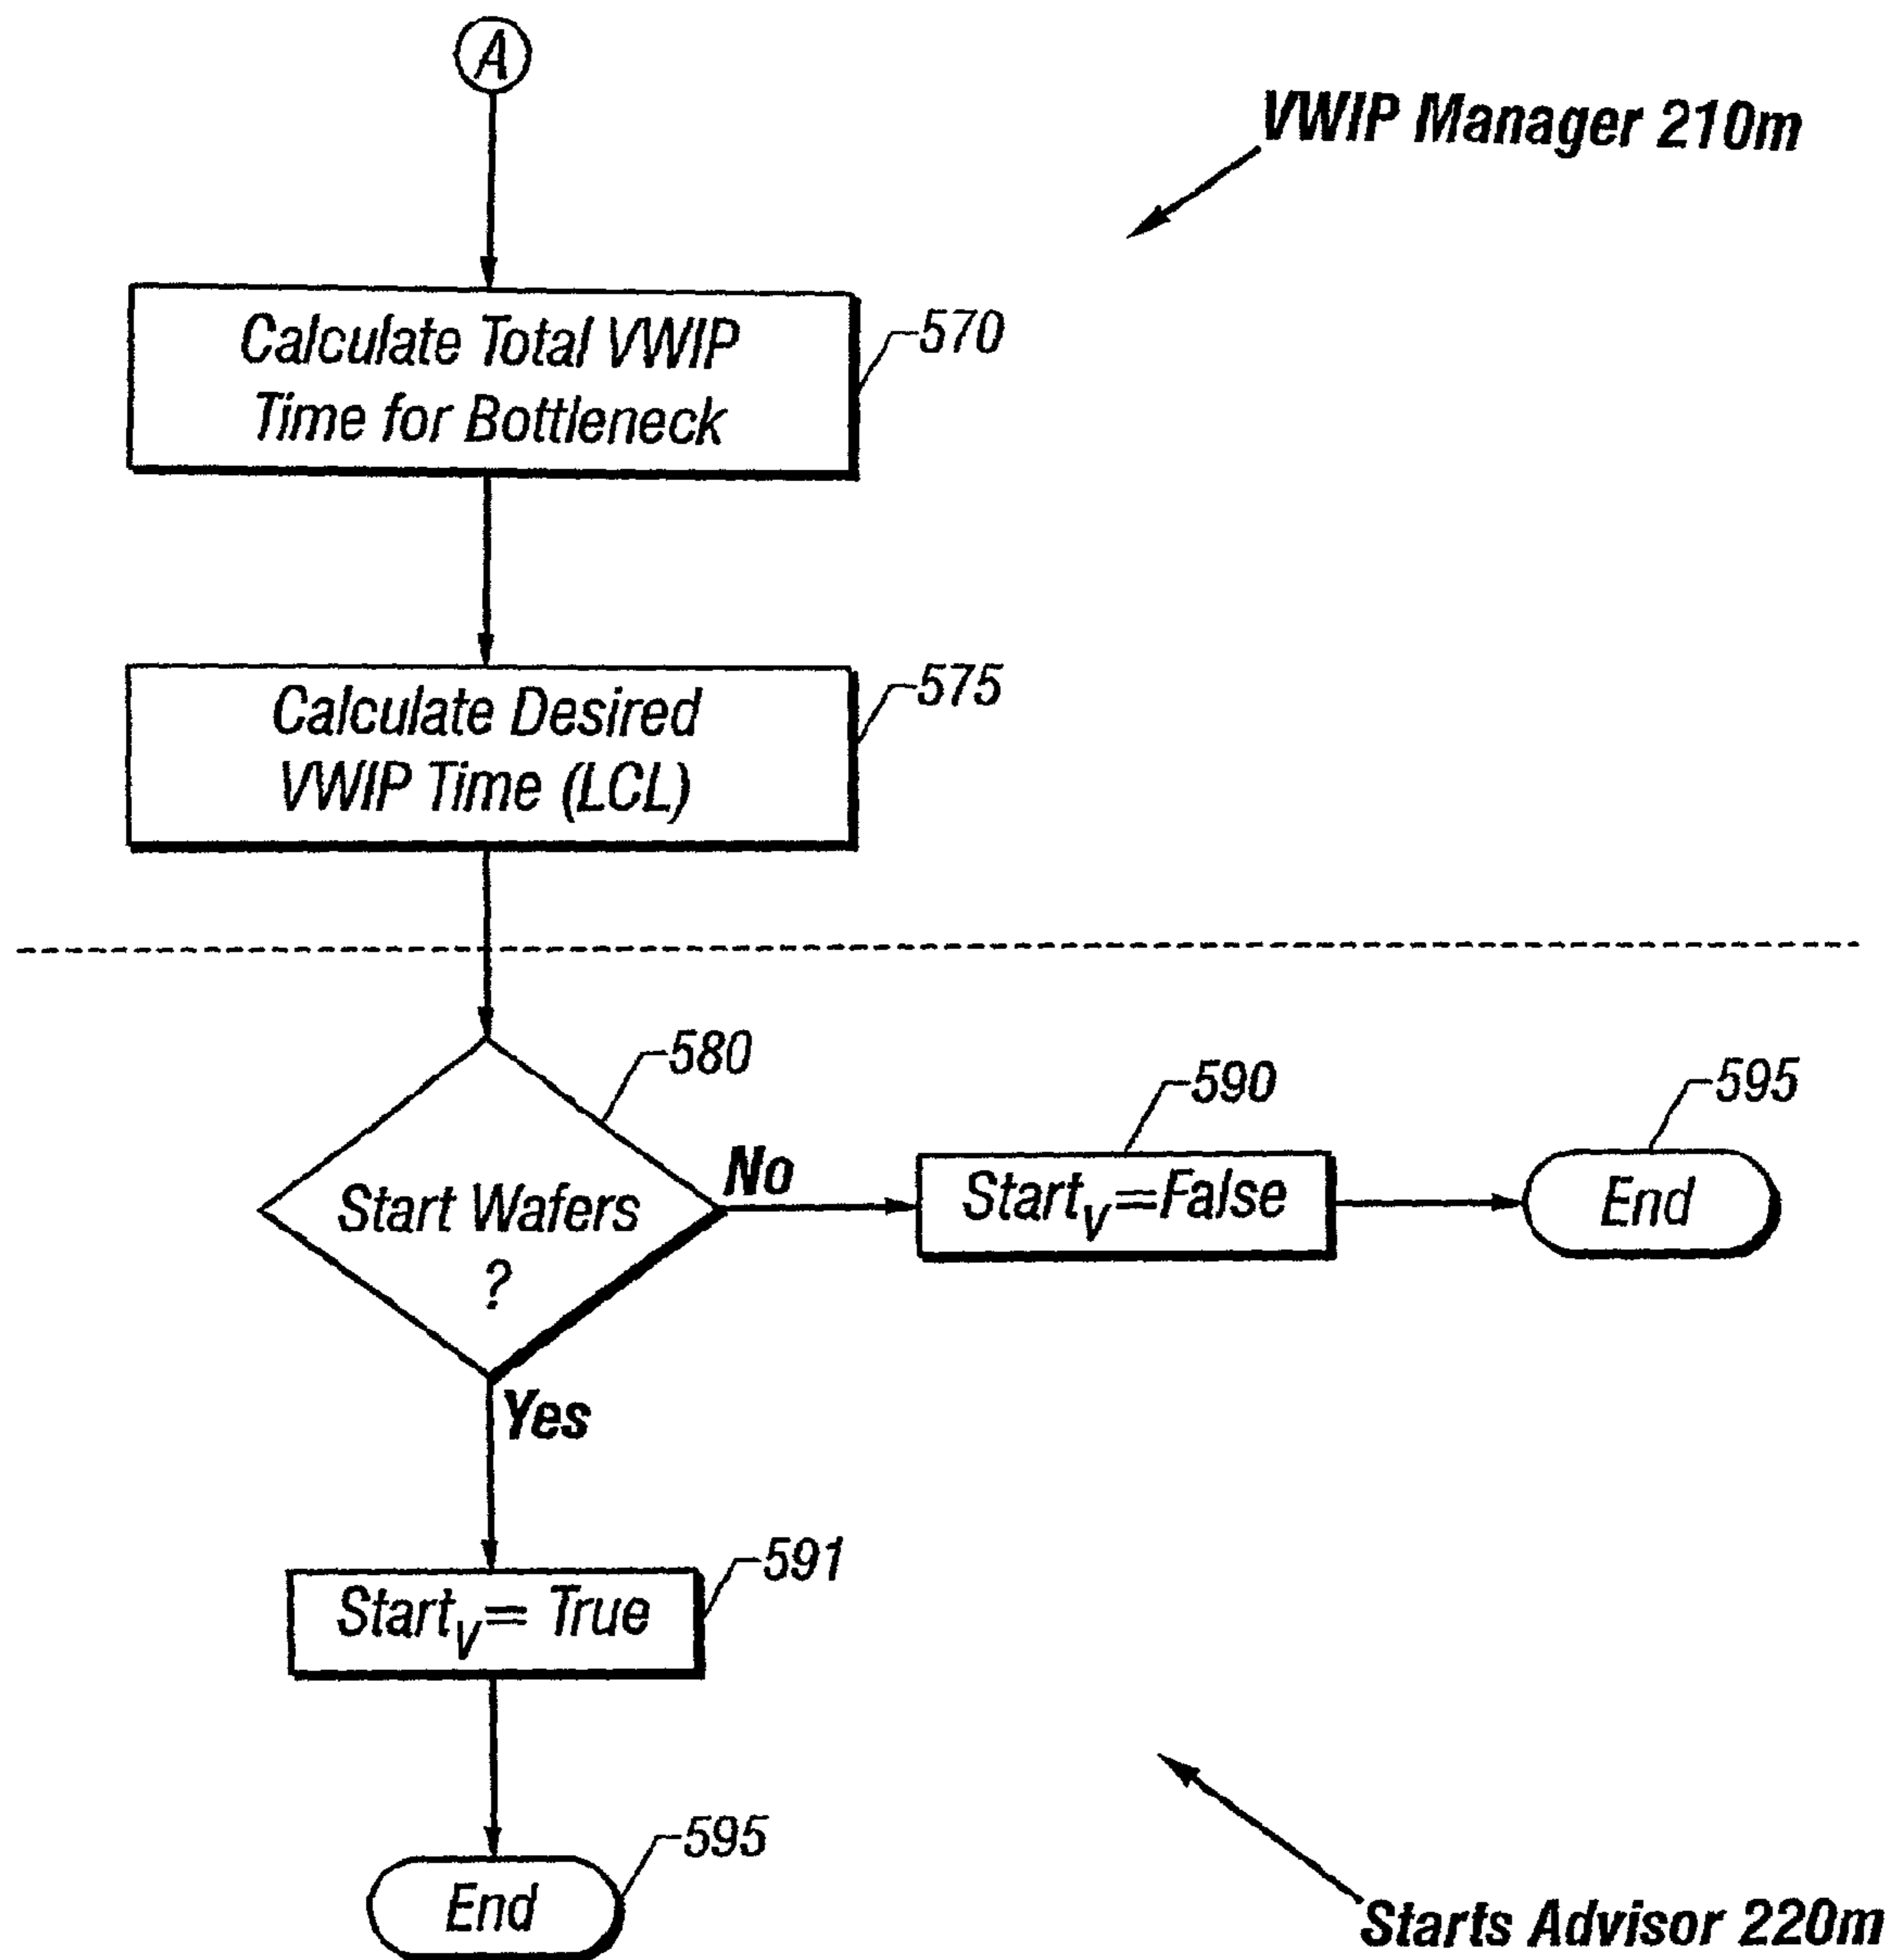 A
VWIP Manager 210m
Calculate Total VWIP
Time for Bottleneck
570
Calculate Desired
VWIP Time (LCL)
575
580
Start Wafers
?
No
590
StartV=False
595
End
Yes
591
StartV= True
595
End
Starts Advisor 220m